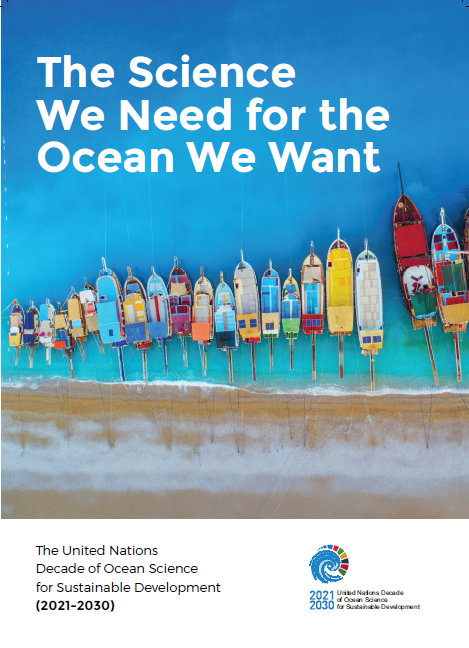 The Science
We Need for the
Ocean We Want
The United Nations
Decade of Ocean Science
for Sustainable Development
(2021-2030)
2021 United Nations Decade
of Ocean Science
2030 for Sustainable Development